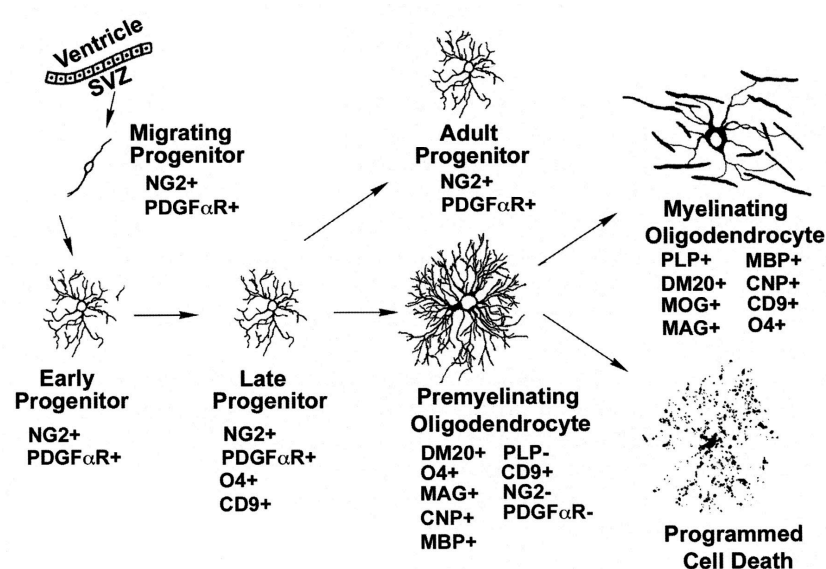 Ventricle
SVZ
Migrating
Progenitor
NG2+
PDGFαR+
Adult
Progenitor
NG2+
PDGFαR+
Myelinating
Oligodendrocyte
PLP+ MBP+
DM20+ CNP+
MOG+ CD9+
MAG+ O4+
Early
Progenitor
NG2+
PDGFαR+
Late
Progenitor
NG2+
PDGFαR+
O4+
CD9+
Premyelinating
Oligodendrocyte
DM20+ PLP-
O4+ CD9+
MAG+ NG2-
CNP+ PDGFαR-
MBP+
Programmed
Cell Death